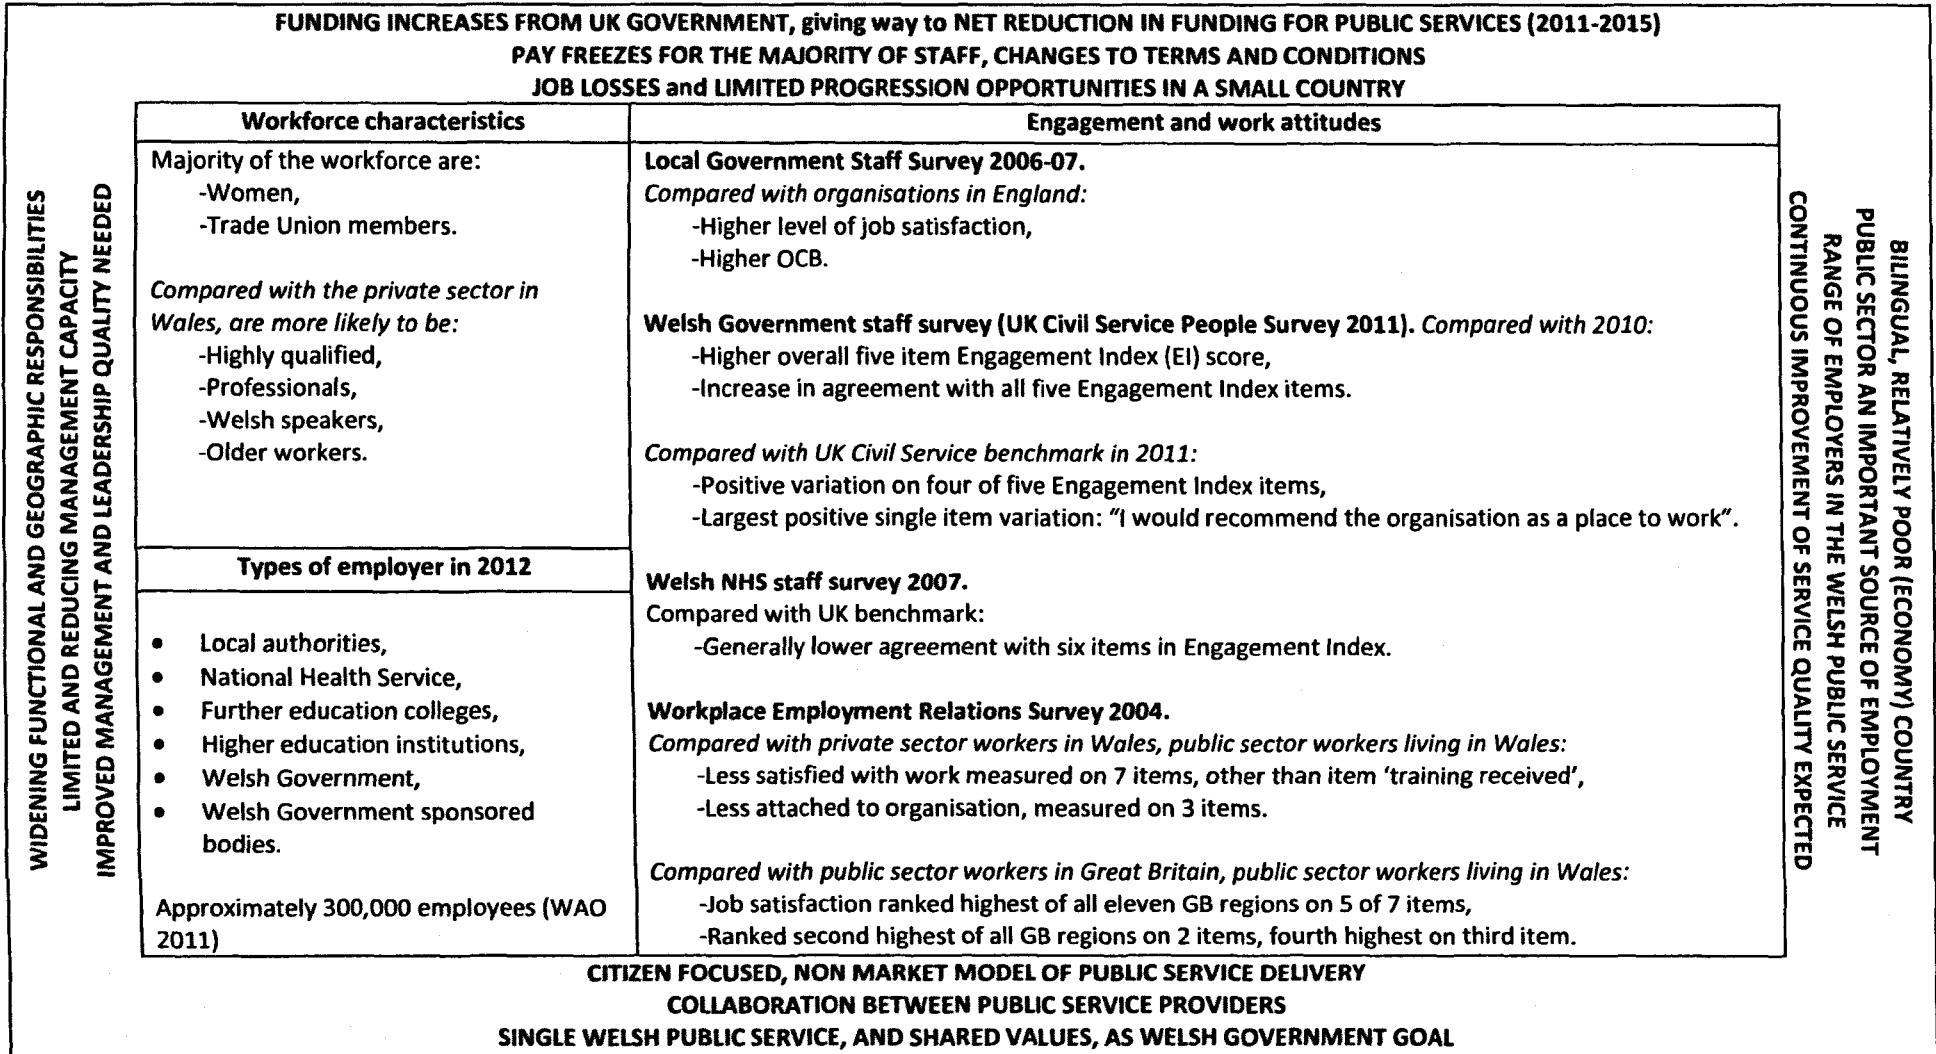 FUNDING INCREASES FROM UK GOVERNMENT, giving way to NET REDUCTION IN FUNDING FOR PUBLIC SERVICES (2011-2015)
PAY FREEZES FOR THE MAJORITY OF STAFF, CHANGES TO TERMS AND CONDITIONS
JOB LOSSES and LIMITED PROGRESSION OPPORTUNITIES IN A SMALL COUNTRY
WIDENING FUNCTIONAL AND GEOGRAPHIC RESPONSIBILITIES
LIMITED AND REDUCING MANAGEMENT CAPACITY
IMPROVED MANAGEMENT AND LEADERSHIP QUALITY NEEDED
Workforce characteristics
Majority of the workforce are:
-Women,
-Trade Union members.
Compared with the private sector in
Wales, are more likely to be:
-Highly qualified,
-Professionals,
-Welsh speakers,
-Older workers.
Types of employer in 2012
• Local authorities,
• National Health Service,
• Further education colleges,
• Higher education institutions,
• Welsh Government,
• Welsh Government sponsored
bodies.
Approximately 300,000 employees (WAO
2011)
Engagement and work attitudes
Local Government Staff Survey 2006-07.
Compared with organisations in England:
-Higher level of job satisfaction,
-Higher OCB.
Welsh Government staff survey (UK Civil Service People Survey 2011). Compared with 2010:
-Higher overall five item Engagement Index (EI) score,
-Increase in agreement with all five Engagement Index items.
Compared with UK Civil Service benchmark in 2011:
-Positive variation on four of five Engagement Index items,
-Largest positive single item variation: "I would recommend the organisation as a place to work".
Welsh NHS staff survey 2007.
Compared with UK benchmark:
-Generally lower agreement with six items in Engagement Index.
Workplace Employment Relations Survey 2004.
Compared with private sector workers in Wales, public sector workers living in Wales:
-Less satisfied with work measured on 7 items, other than item 'training received',
-Less attached to organisation, measured on 3 items.
Compared with public sector workers in Great Britain, public sector workers living in Wales:
-Job satisfaction ranked highest of all eleven GB regions on 5 of 7 items,
-Ranked second highest of all GB regions on 2 items, fourth highest on third item.
BILINGUAL, RELATIVELY POOR (ECONOMY) COUNTRY
PUBLIC SECTOR AN IMPORTANT SOURCE OF EMPLOYMENT
RANGE OF EMPLOYERS IN THE WELSH PUBLIC SERVICE
CONTINUOUS IMPROVEMENT OF SERVICE QUALITY EXPECTED
CITIZEN FOCUSED, NON MARKET MODEL OF PUBLIC SERVICE DELIVERY
COLLABORATION BETWEEN PUBLIC SERVICE PROVIDERS
SINGLE WELSH PUBLIC SERVICE, AND SHARED VALUES, AS WELSH GOVERNMENT GOAL